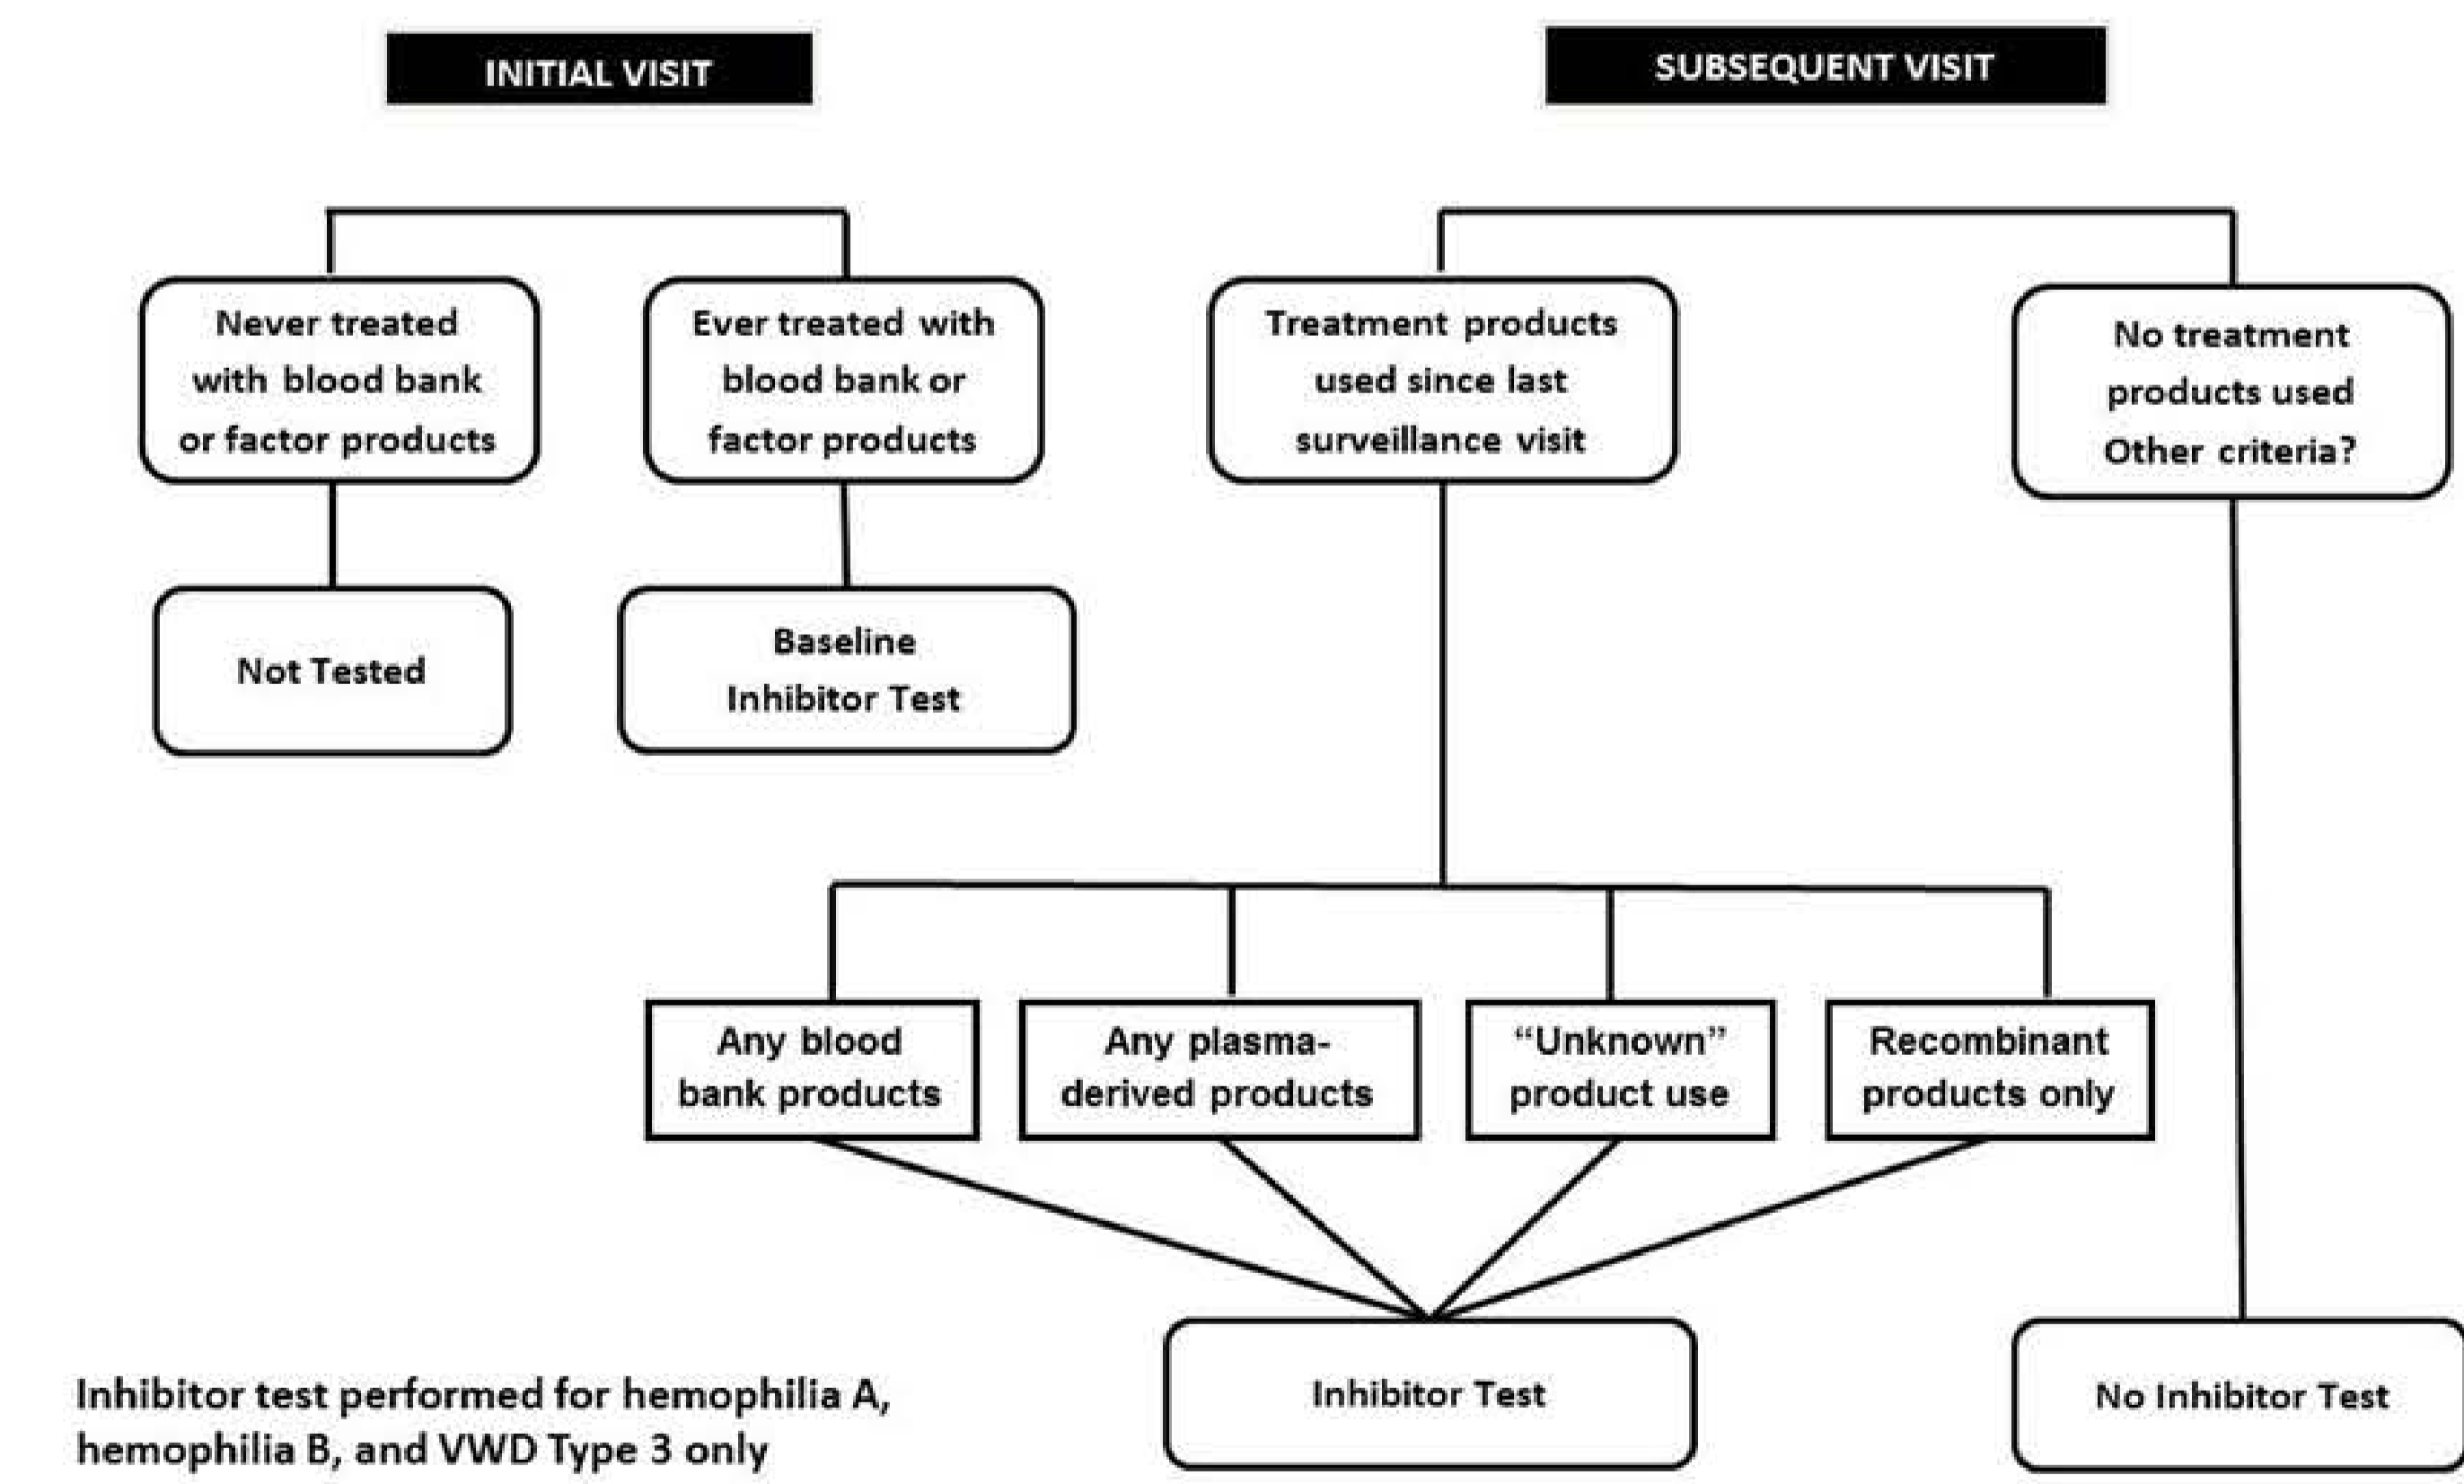 INITIAL VISIT
SUBSEQUENT VISIT
Never treated
with blood bank
or factor products
Ever treated with
blood bank or
factor products
Treatment products
used since last
surveillance visit
No treatment
products used
Other criteria?
Not Tested
Baseline
Inhibitor Test
Any blood
bank products
Any plasma-
derived products
“Unknown”
product use
Recombinant
products only
Inhibitor Test
No Inhibitor Test
Inhibitor test performed for hemophilia A,
hemophilia B, and VWD Type 3 only